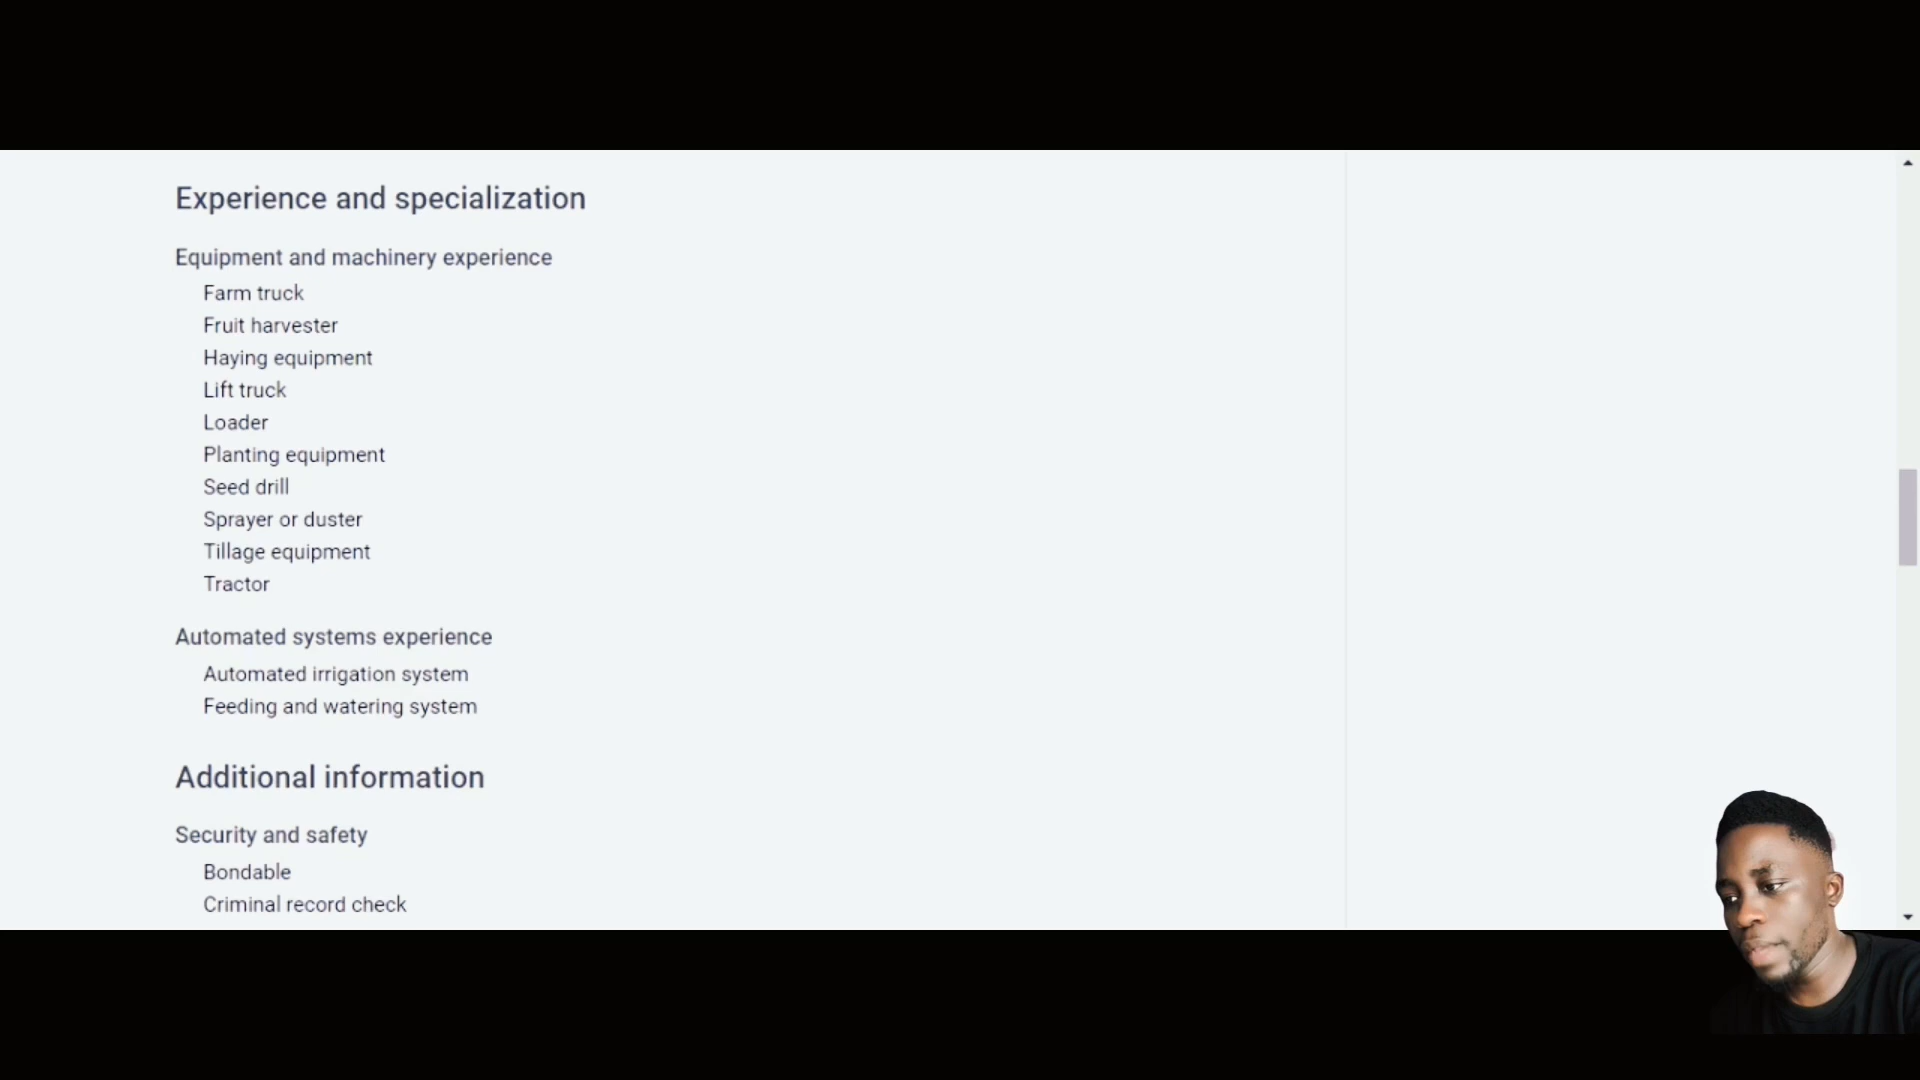 Experience and specialization
Equipment and machinery experience
Farm truck
Fruit harvester
Haying equipment
Lift truck
Loader
Planting equipment
Seed drill
Sprayer or duster
Tillage equipment
Tractor
Automated systems experience
Automated irrigation system
Feeding and watering system
Additional information
Security and safety
Bondable
Criminal record check